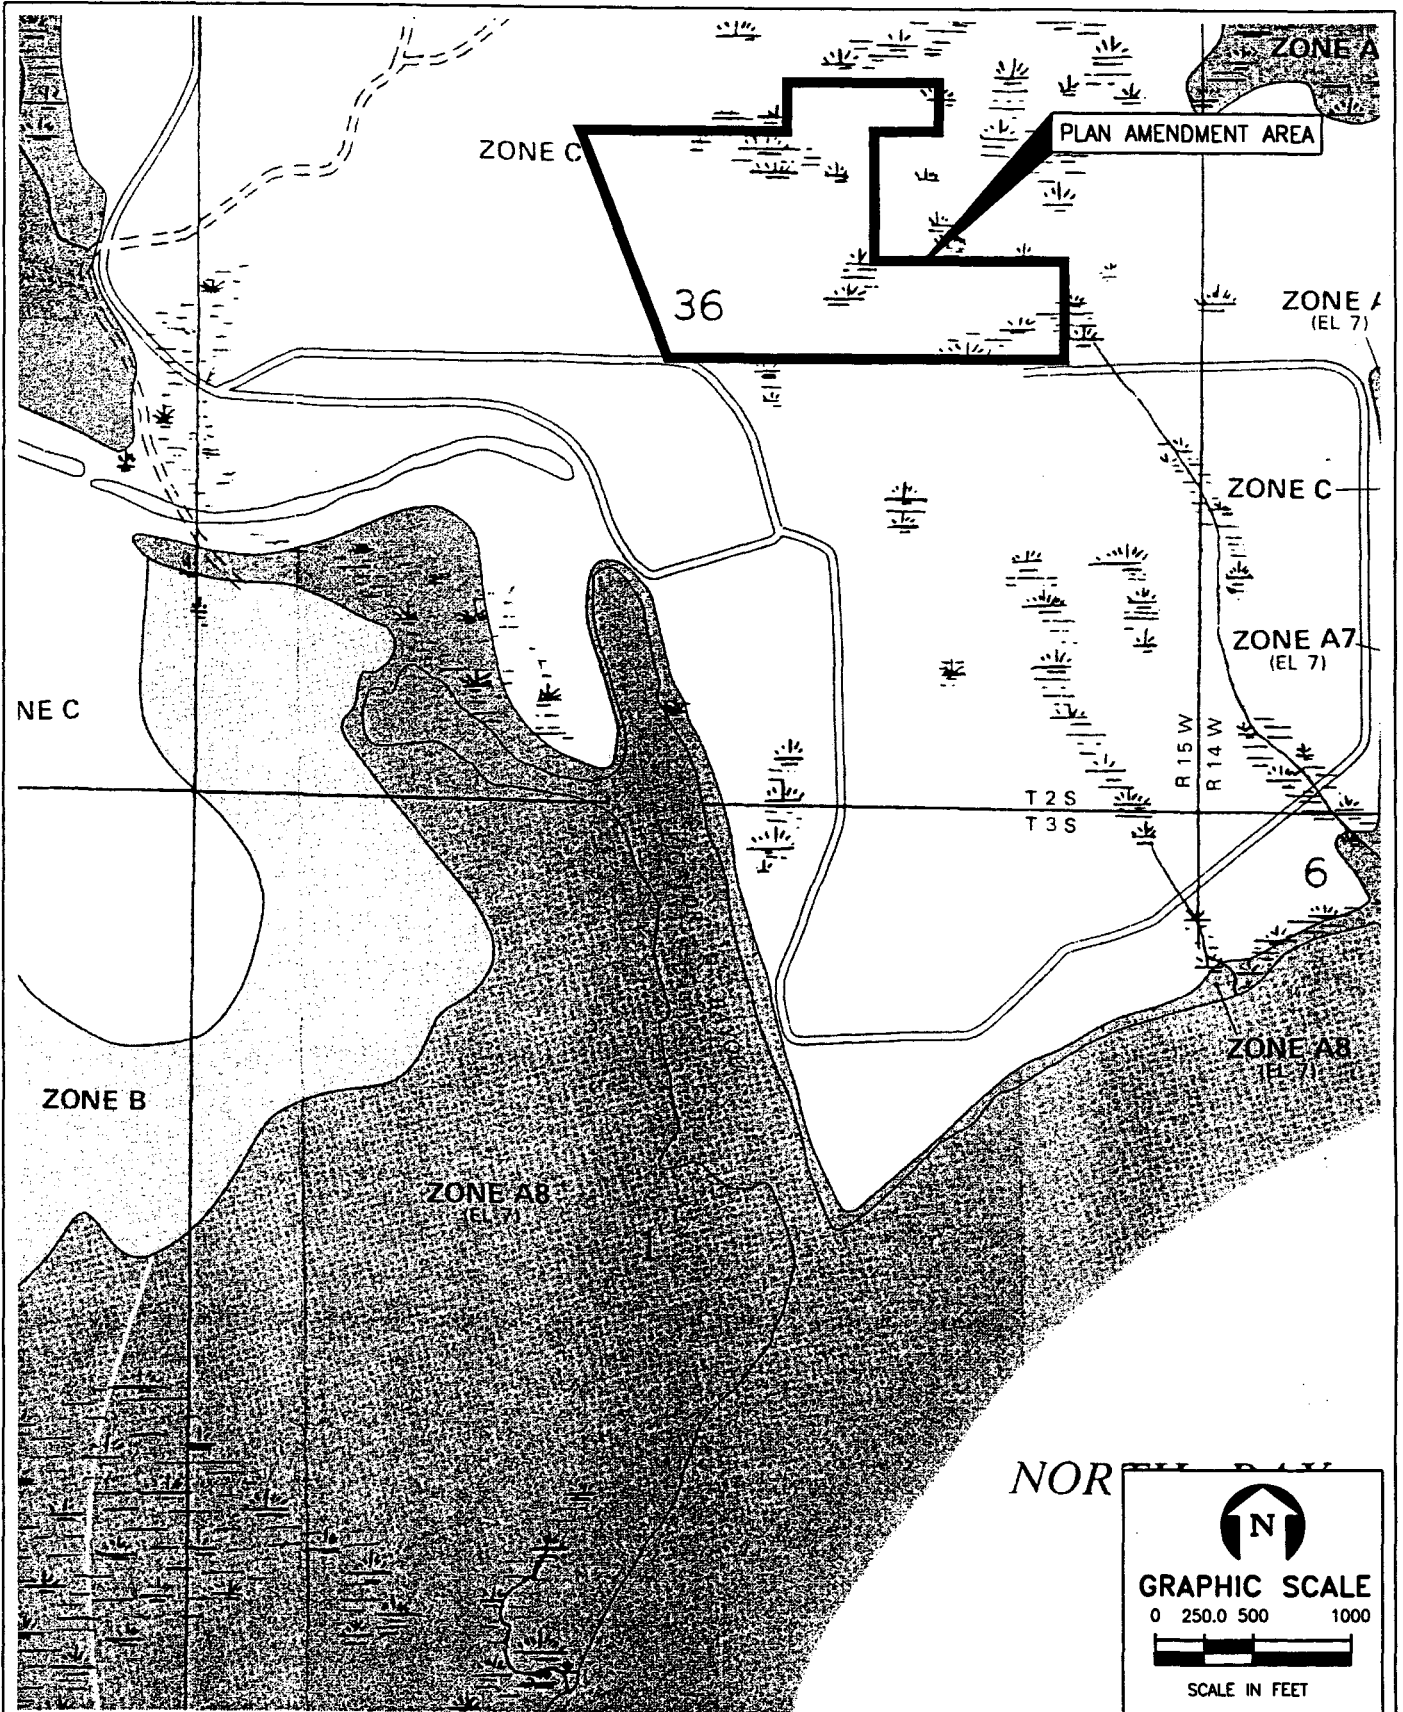 ZONE A
PLAN AMENDMENT AREA
ZONE C
36
ZONE A
(EL 7)
ZONE C
ZONE A7
(EL 7)
NE C
R 15 W
R 14 W
T 2 S
T 3 S
6
ZONE A8
(EL 7)
ZONE B
ZONE A8
(EL 7)
1
NOR
N
GRAPHIC SCALE
0 250.0 500 1000
SCALE IN FEET